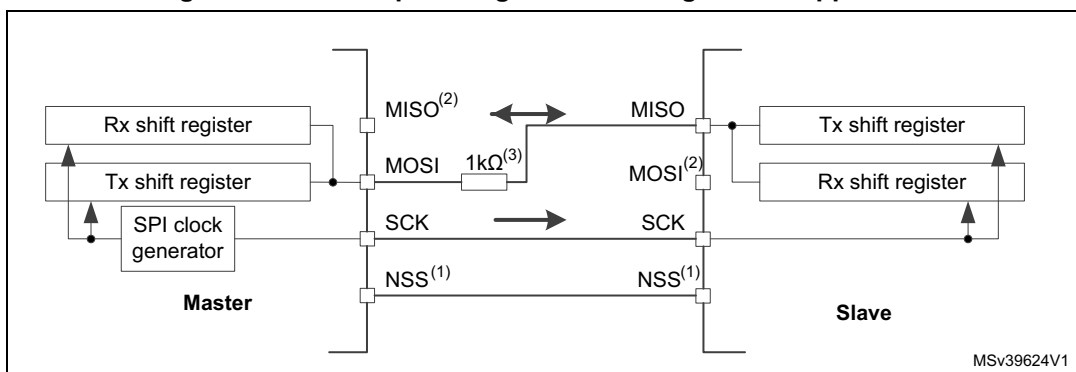 Rx shift register
Tx shift register
SPI clock
generator
Master
MISO(2)
MOSI
1kΩ(3)
SCK
NSS(1)
MISO
MOSI(2)
SCK
NSS(1)
Tx shift register
Rx shift register
Slave
MSv39624V1